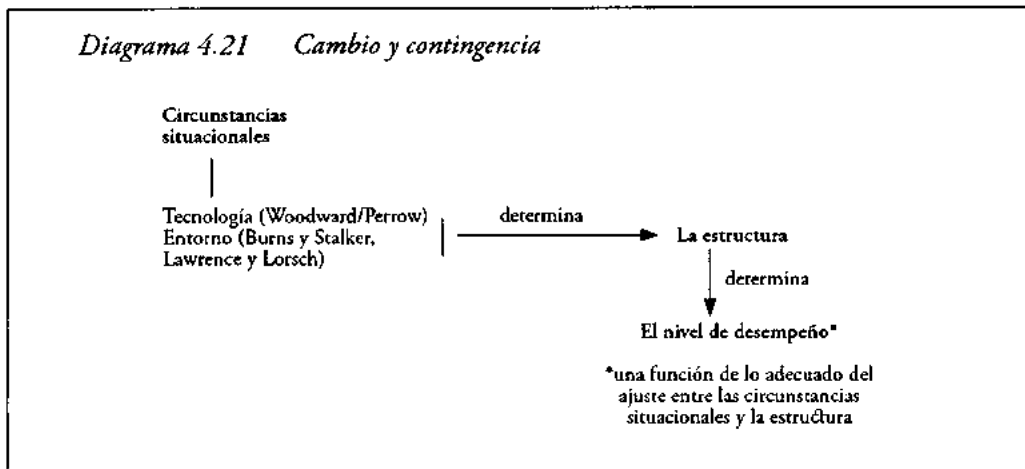 Diagrama 4.21 Cambio y contingencia
Circunstancias
situacionales
Tecnología (Woodward/Perrow)
Entorno (Burns y Stalker,
Lawrence y Lorsch)
determina
La estructura
determina
El nivel de desempeño*
*una función de lo adecuado del
ajuste entre las circunstancias
situacionales y la estructura